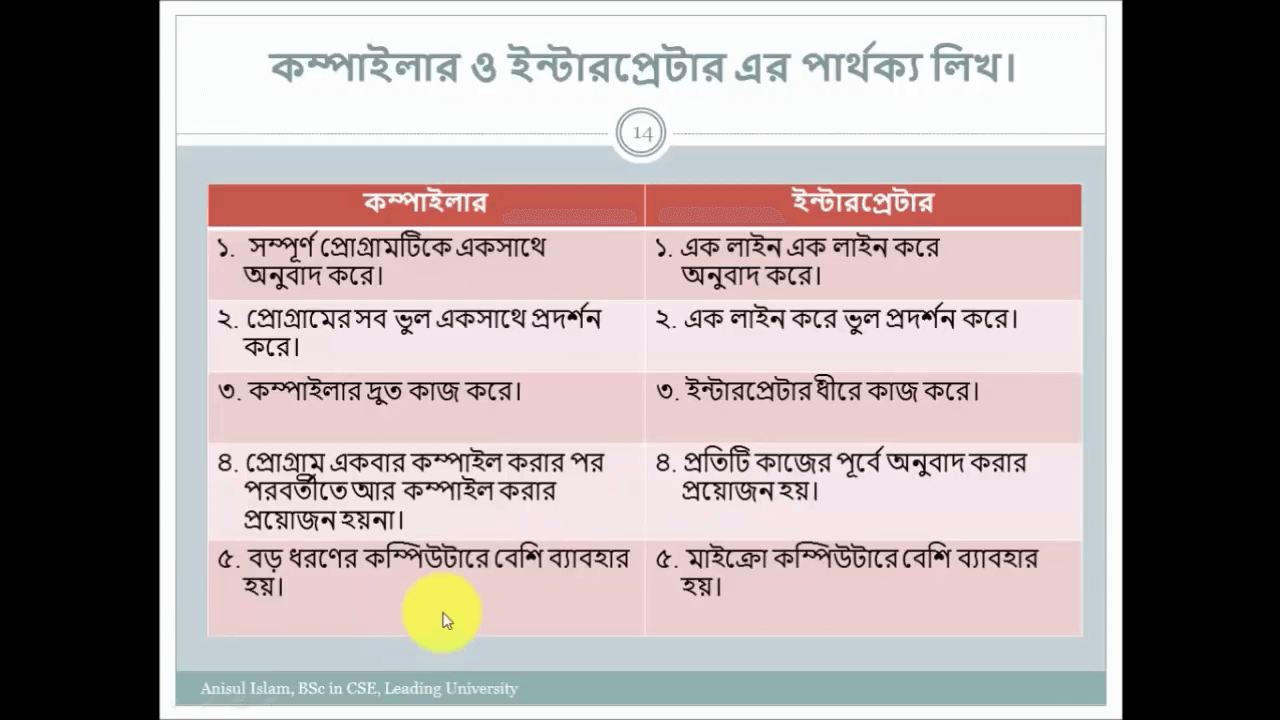 কম্পাইলার ও ইন্টারপ্রেটার এর পার্থক্য লিখ।
14
কম্পাইলার
ইন্টারপ্রেটার
১. সম্পূর্ণ প্রোগ্রামটিকে একসাথে
অনুবাদ করে।
১. এক লাইন এক লাইন করে
অনুবাদ করে।
২. প্রোগ্রামের সব ভুল একসাথে প্রদর্শন
করে।
২. এক লাইন করে ভুল প্রদর্শন করে।
৩. কম্পাইলার দ্রুত কাজ করে।
৩. ইন্টারপ্রেটার ধীরে কাজ করে।
৪. প্রোগ্রাম একবার কম্পাইল করার পর
পরবর্তীতে আর কম্পাইল করার
প্রয়োজন হয়না।
৪. প্রতিটি কাজের পূর্বে অনুবাদ করার
প্রয়োজন হয়।
৫. বড় ধরণের কম্পিউটারে বেশি ব্যাবহার
হয়।
৫. মাইক্রো কম্পিউটারে বেশি ব্যাবহার
হয়।
Anisul Islam, BSc in CSE, Leading University